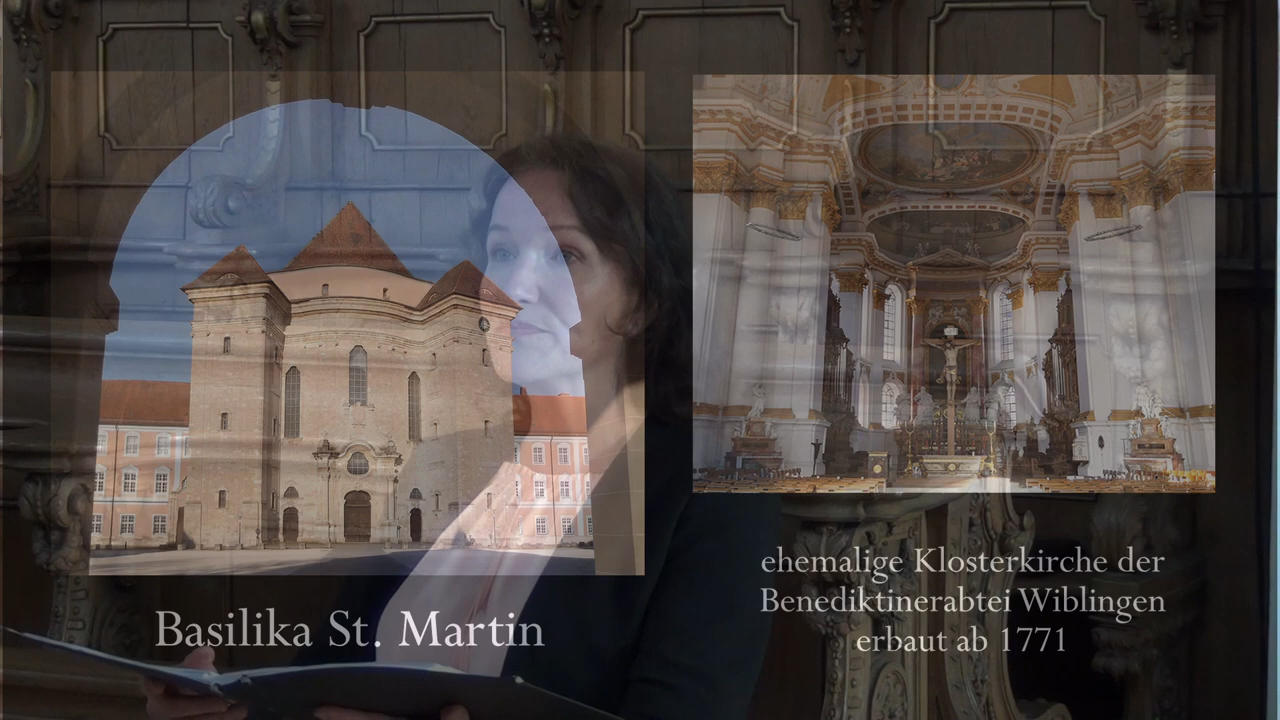 Basilika St. Martin
ehemalige Klosterkirche der
Benediktinerabtei Wiblingen
erbaut ab 1771